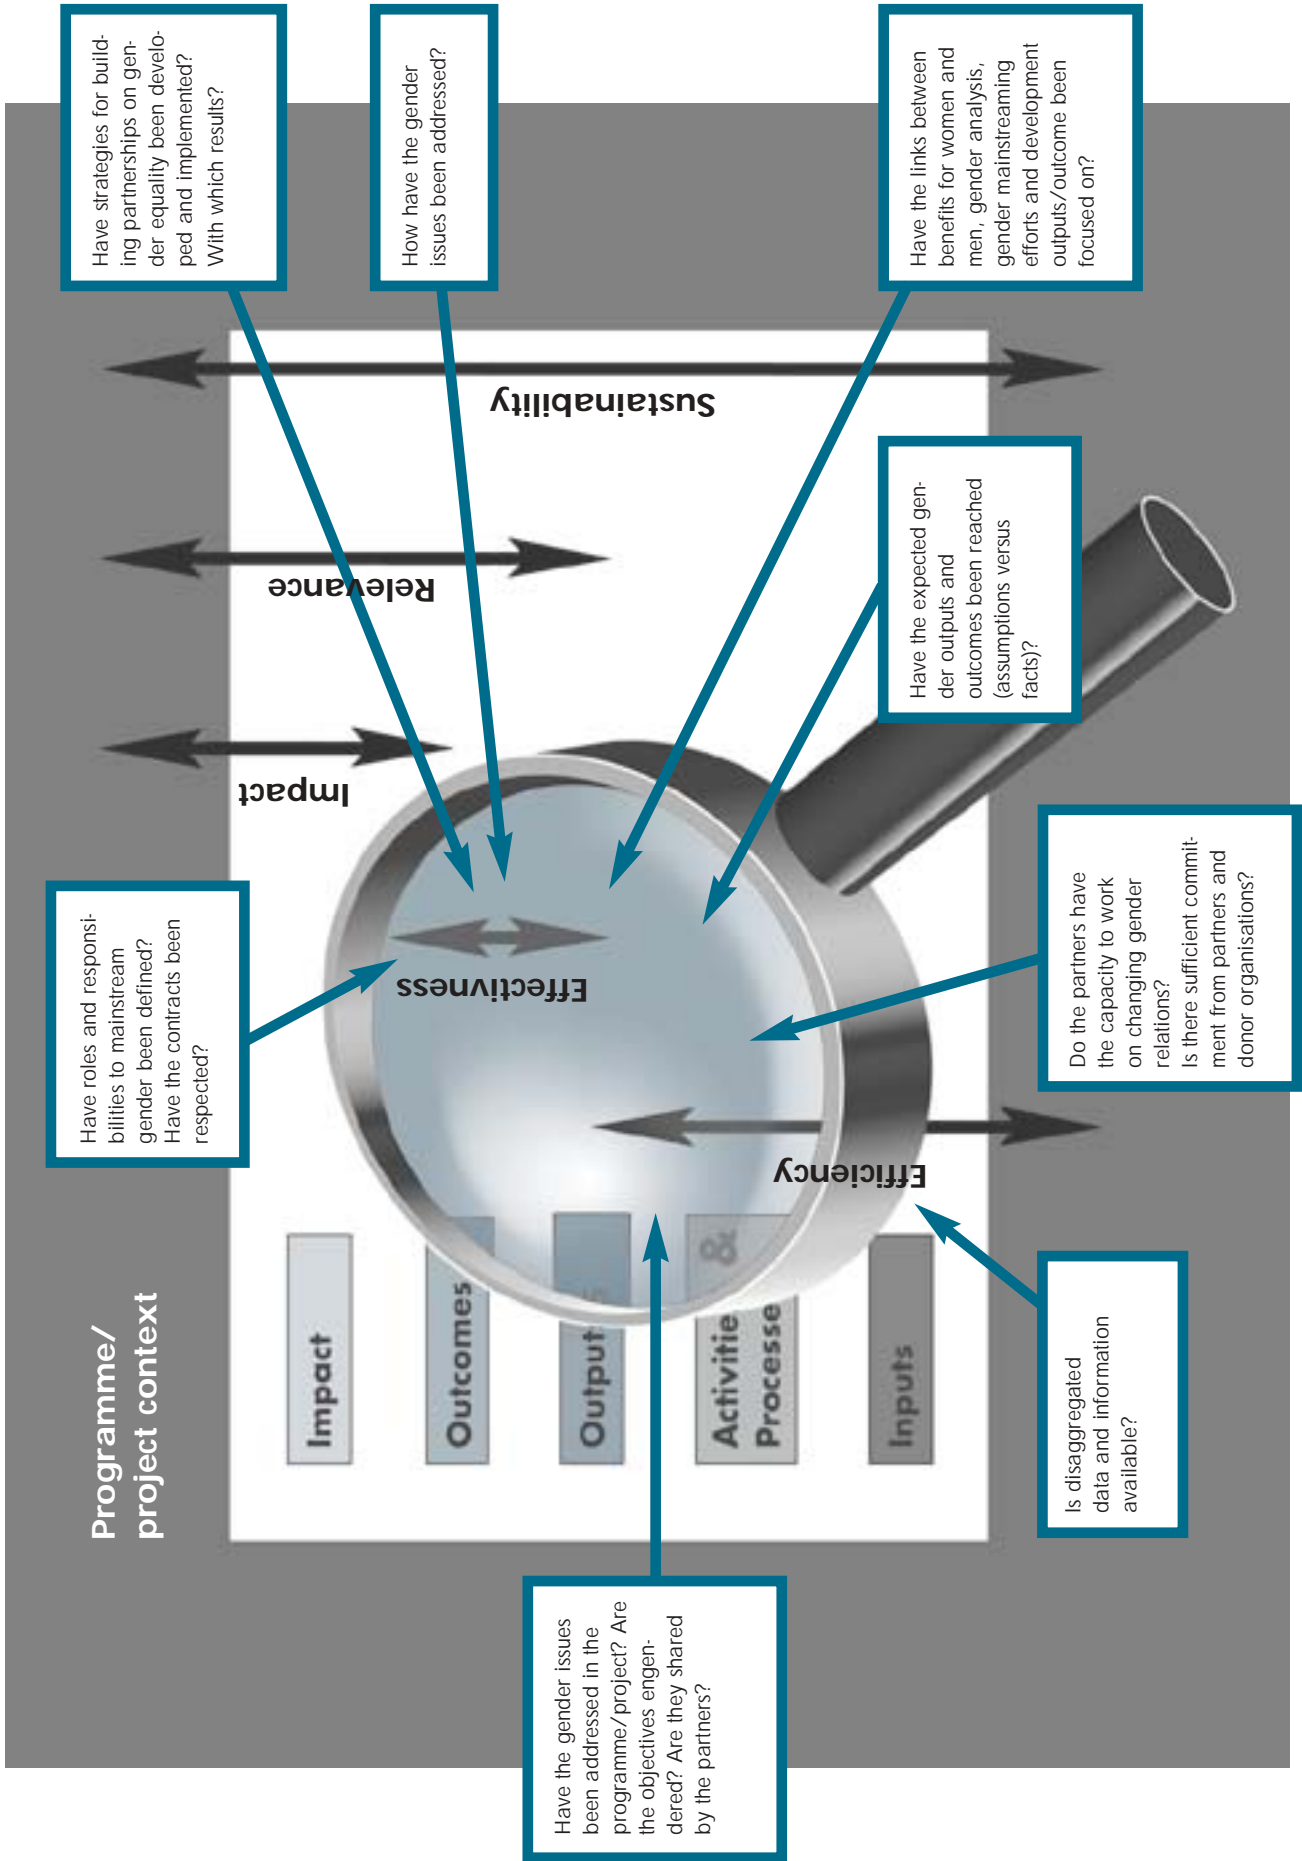 Programme/
project context
Have roles and responsi-
bilities to mainstream
gender been defined?
Have the contracts been
respected?
Have strategies for build-
ing partnerships on gen-
der equality been develo-
ped and implemented?
With which results?
How have the gender
issues been addressed?
Have the links between
benefits for women and
men, gender analysis,
gender mainstreaming
efforts and development
outputs/outcome been
focused on?
Have the expected gen-
der outputs and
outcomes been reached
(assumptions versus
facts)?
Do the partners have
the capacity to work
on changing gender
relations?
Is there sufficient commit-
ment from partners and
donor organisations?
Is disaggregated
data and information
available?
Have the gender issues
been addressed in the
programme/project? Are
the objectives engen-
dered? Are they shared
by the partners?
Impact
Outcomes
Outputs
Activitie &
Processe
Inputs
Effectivness
Efficiency
Impact
Relevance
Sustainability